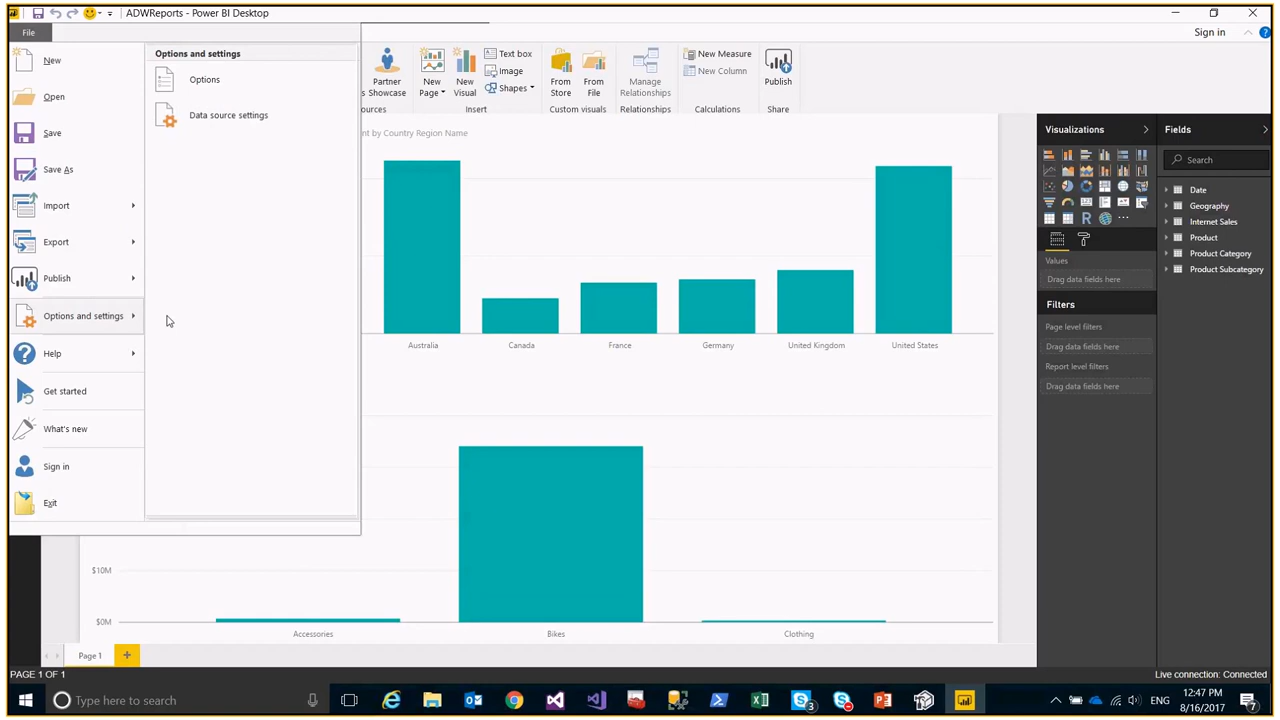 ADWReports - Power BI Desktop
File
Sign in
New
Open
Save
Save As
Import
Export
Publish
Options and settings
Help
Get started
What's new
Sign in
Exit
Options and settings
Options
Data source settings
Partner
Showcase
New
Page
New
Visual
Text box
Image
Shapes
Insert
From
Store
From
File
Custom visuals
Manage
Relationships
Relationships
New Measure
New Column
Calculations
Publish
Share
by Country Region Name
Australia
Canada
France
Germany
United Kingdom
United States
$10M
$0M
Accessories
Bikes
Clothing
Visualizations
R
Values
Drag data fields here
Filters
Page level filters
Drag data fields here
Report level filters
Drag data fields here
Fields
Search
Date
Geography
Internet Sales
Product
Product Category
Product Subcategory
Page 1
PAGE 1 OF 1
Live connection: Connected
Type here to search
3
ENG
12:47 PM
8/16/2017
7